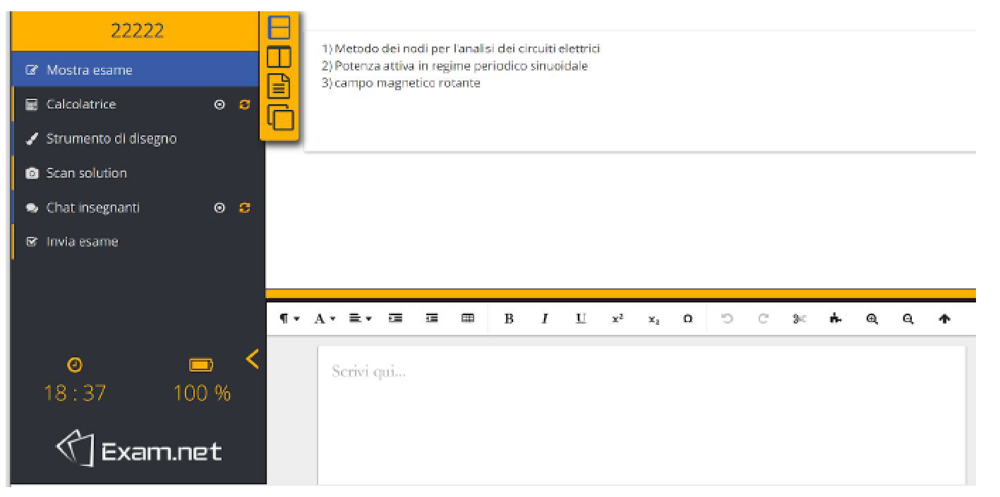 22222
Mostra esame
Calcolatrice
Strumento di disegno
Scan solution
Chat insegnanti
Invia esame
18 : 37
100 %
Exam.net
1) Metodo dei nodi per l'analisi dei circuiti elettrici
2) Potenza attiva in regime periodico sinuoidale
3) campo magnetico rotante
¶ A B I U x² x₂ Ω
Scrivi qui...